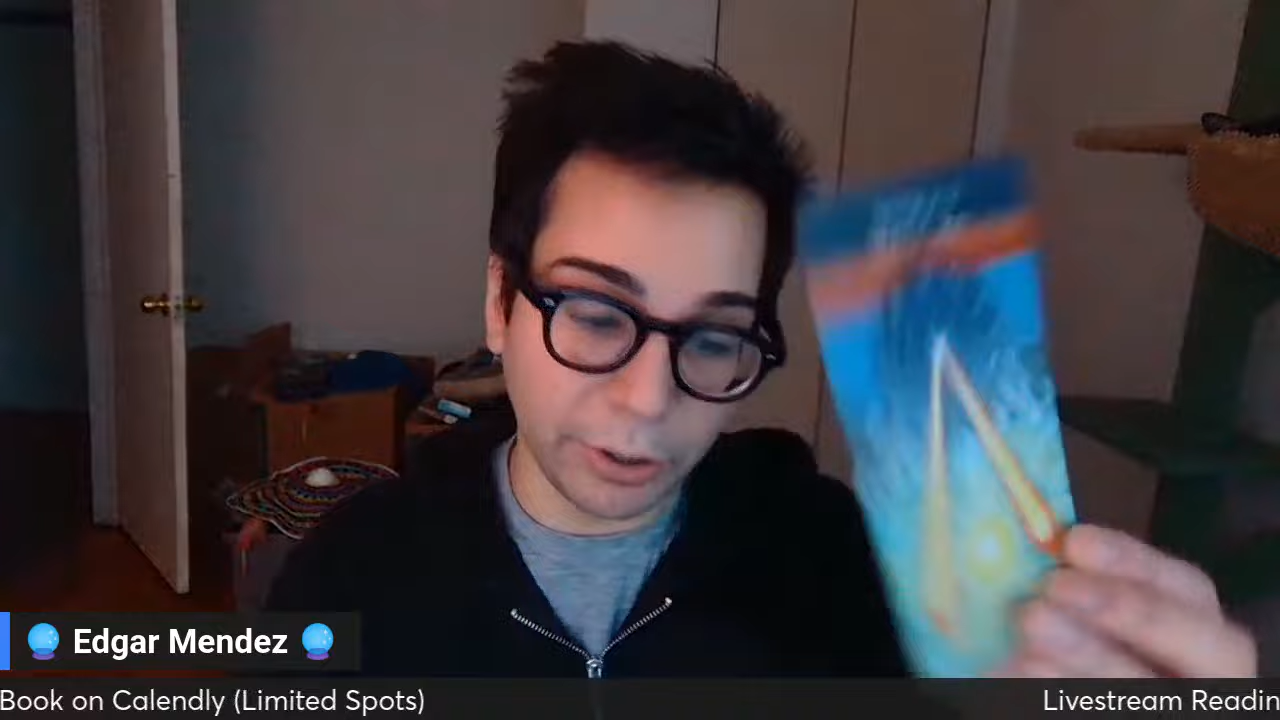 🔮 Edgar Mendez 🔮
Book on Calendly (Limited Spots)
Livestream Readin